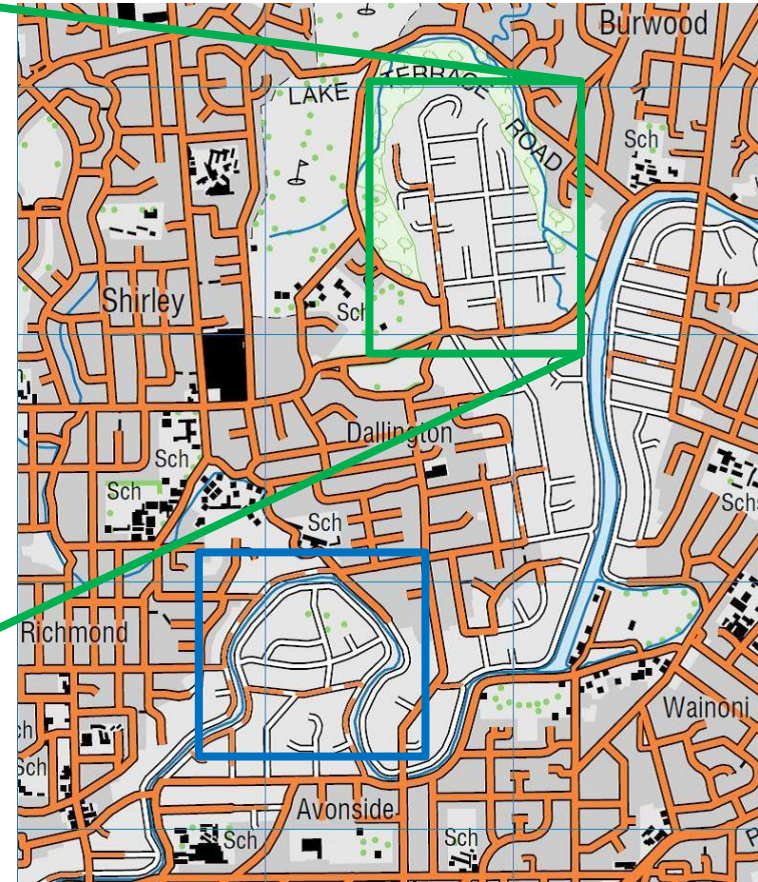 Burwood
LAKE TERRACE ROAD
Sch
Shirley
Sch
Dallington
Sch
Sch
Schs
Sch
Richmond
Wainoni
Sch
Avonside
Sch
Sch